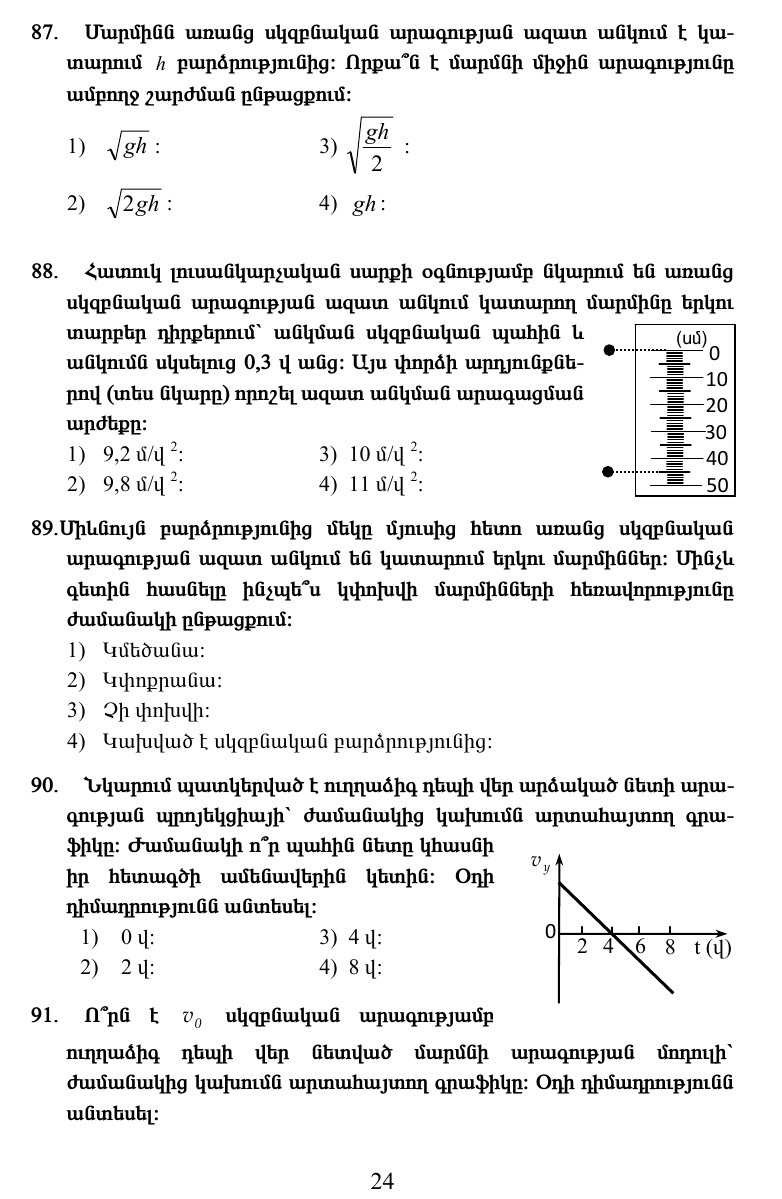 87. Մարմինն առանց սկզբնական արագության ազատ անկում է կա-
տարում h բարձրությունից: Որքա՞ն է մարմնի միջին արագությունը
ամբողջ շարժման ընթացքում:
1) √gh : 3) √(gh/2) :
2) √2gh : 4) gh :
88. Հատուկ լուսանկարչական սարքի օգնությամբ նկարում են առանց
սկզբնական արագության ազատ անկում կատարող մարմինը երկու
տարբեր դիրքերում՝ անկման սկզբնական պահին և
անկումն սկսելուց 0,3 վ անց: Այս փորձի արդյունքնե-
րով (տես նկարը) որոշել ազատ անկման արագացման
արժեքը:
1) 9,2 մ/վ ²: 3) 10 մ/վ ²:
2) 9,8 մ/վ ²: 4) 11 մ/վ ²:
(սմ)
0
10
20
30
40
50
89.Միևնույն բարձրությունից մեկը մյուսից հետո առանց սկզբնական
արագության ազատ անկում են կատարում երկու մարմիններ: Մինչև
գետին հասնելը ինչպե՞ս կփոխվի մարմինների հեռավորությունը
ժամանակի ընթացքում:
1) Կմեծանա:
2) Կփոքրանա:
3) Չի փոխվի:
4) Կախված է սկզբնական բարձրությունից:
90. Նկարում պատկերված է ուղղաձիգ դեպի վեր արձակած նետի արա-
գության պրոյեկցիայի՝ ժամանակից կախումն արտահայտող գրա-
ֆիկը: Ժամանակի ո՞ր պահին նետը կհասնի
իր հետագծի ամենավերին կետին: Օդի
դիմադրությունն անտեսել:
1) 0 վ: 3) 4 վ:
2) 2 վ: 4) 8 վ:
v_y
0
2 4 6 8 t (վ)
91. Ո՞րն է v₀ սկզբնական արագությամբ
ուղղաձիգ դեպի վեր նետված մարմնի արագության մոդուլի՝
ժամանակից կախումն արտահայտող գրաֆիկը: Օդի դիմադրությունն
անտեսել:
24